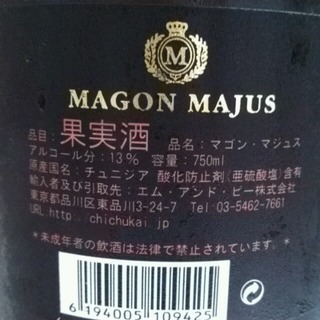 M
MAGON MAJUS
品目：果実酒 品名：マゴン・マジュス
アルコール分：13% 容量：750ml
原産国名：チュニジア 酸化防止剤(亜硫酸塩)含有
輸入者及び引取先：エム・アンド・ピー株式会社
東京都品川区東品川3-24-7 Tel 03-5462-7661
URL http://chichukai.jp
*未成年者の飲酒は法律で禁止されています。*
6 194005 109425